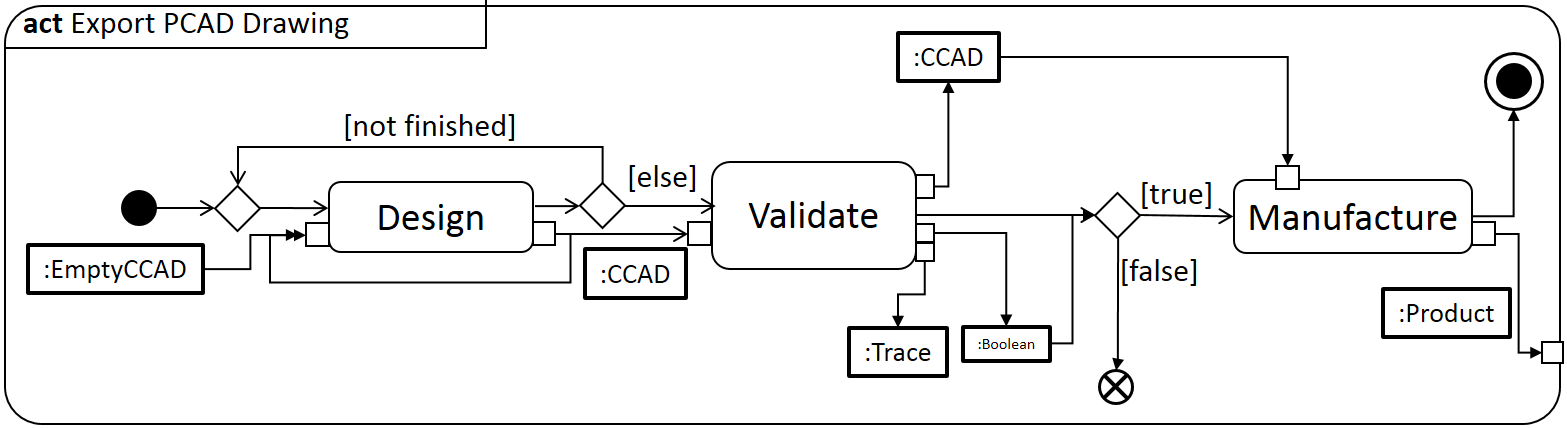 act Export PCAD Drawing
:CCAD
[not finished]
[else]
[true]
Design
Validate
Manufacture
:EmptyCCAD
:CCAD
[false]
:Product
:Trace
:Boolean